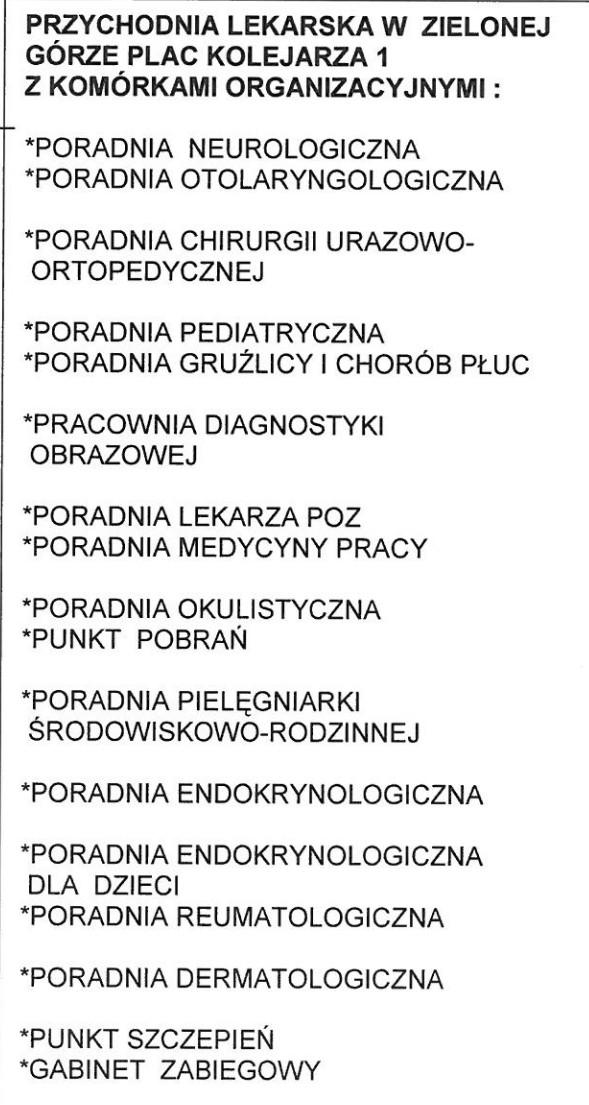 PRZYCHODNIA LEKARSKA W ZIELONEJ
GÓRZE PLAC KOLEJARZA 1
Z KOMÓRKAMI ORGANIZACYJNYMI :
*PORADNIA NEUROLOGICZNA
*PORADNIA OTOLARYNGOLOGICZNA
*PORADNIA CHIRURGII URAZOWO-
ORTOPEDYCZNEJ
*PORADNIA PEDIATRYCZNA
*PORADNIA GRUŹLICY I CHORÓB PŁUC
*PRACOWNIA DIAGNOSTYKI
OBRAZOWEJ
*PORADNIA LEKARZA POZ
*PORADNIA MEDYCYNY PRACY
*PORADNIA OKULISTYCZNA
*PUNKT POBRAŃ
*PORADNIA PIELĘGNIARKI
ŚRODOWISKOWO-RODZINNEJ
*PORADNIA ENDOKRYNOLOGICZNA
*PORADNIA ENDOKRYNOLOGICZNA
DLA DZIECI
*PORADNIA REUMATOLOGICZNA
*PORADNIA DERMATOLOGICZNA
*PUNKT SZCZEPIEŃ
*GABINET ZABIEGOWY